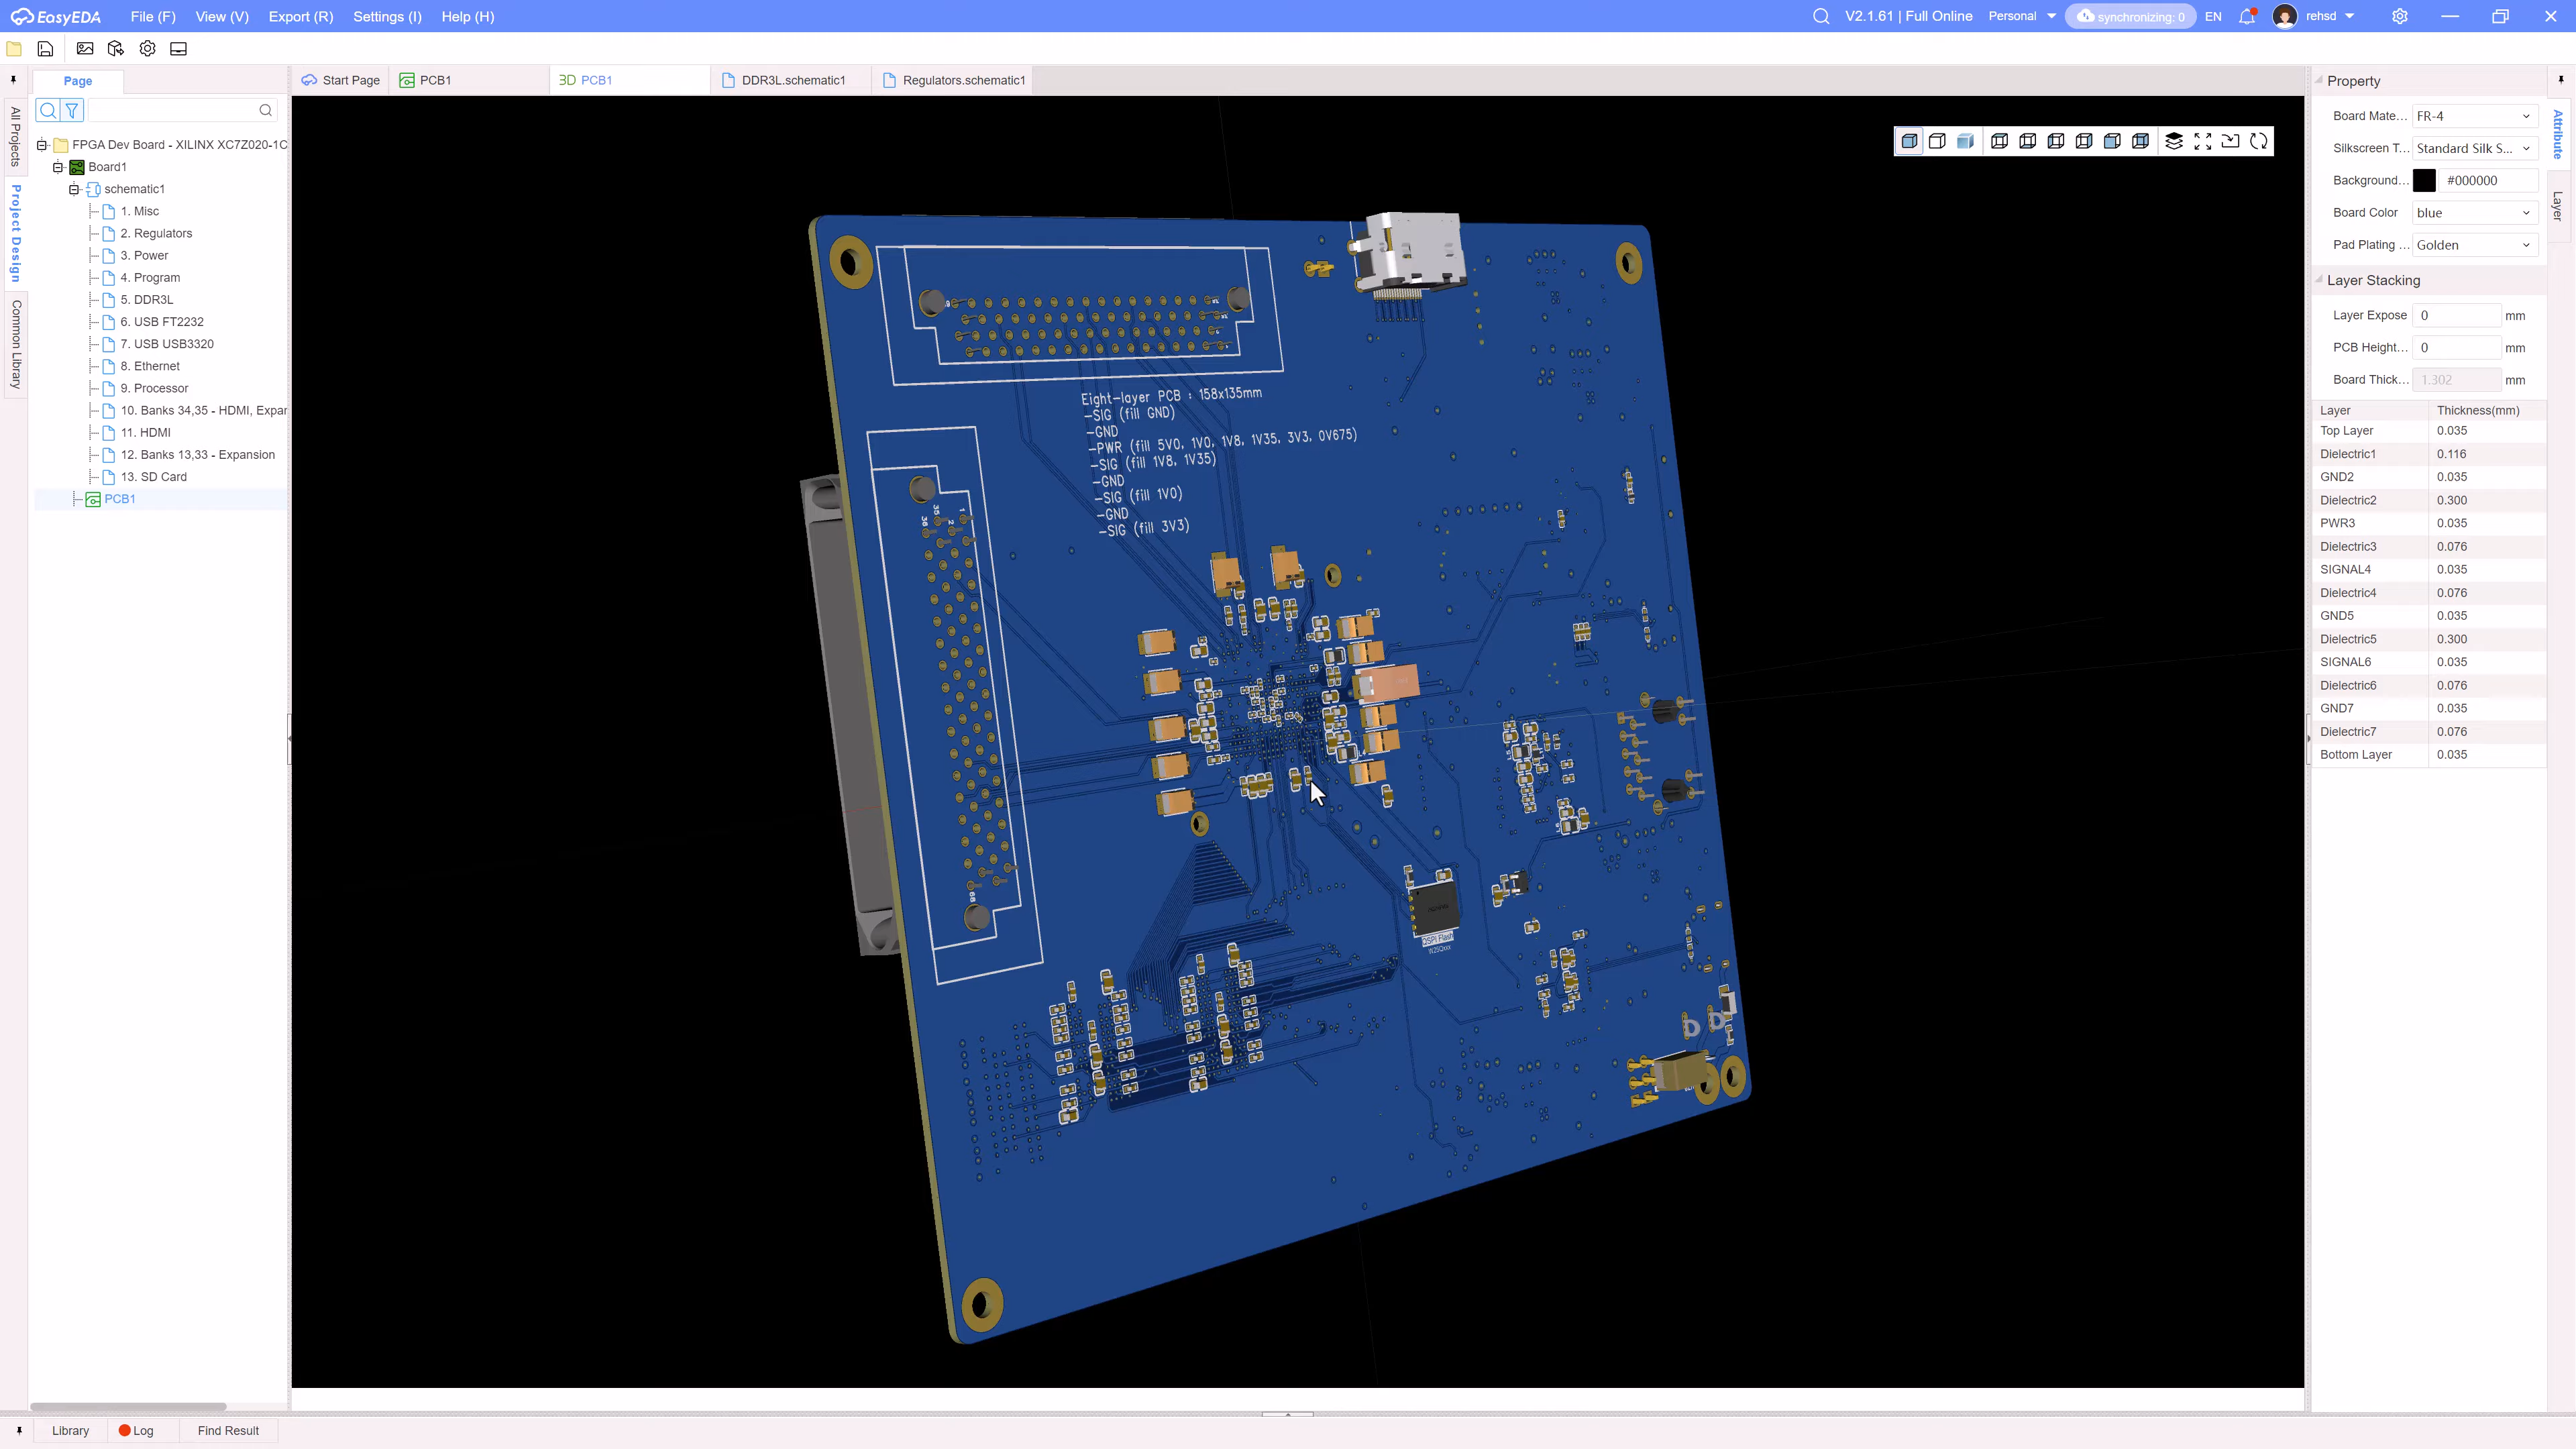 EasyEDA File (F) View (V) Export (R) Settings (I) Help (H) V2.1.61 | Full Online Personal synchronizing: 0 EN rehsd
Page
Start Page PCB1 3D PCB1 DDR3L.schematic1 Regulators.schematic1
All Projects
Project Design
Common Library
FPGA Dev Board - XILINX XC7Z020-1C
Board1
schematic1
1. Misc
2. Regulators
3. Power
4. Program
5. DDR3L
6. USB FT2232
7. USB USB3320
8. Ethernet
9. Processor
10. Banks 34,35 - HDMI, Expar
11. HDMI
12. Banks 13,33 - Expansion
13. SD Card
PCB1
Eight-layer PCB : 158x135mm
-SIG (fill GND)
-GND
-PWR (fill 5V0, 1V0, 1V8, 1V35, 3V3, 0V675)
-SIG (fill 1V8, 1V35)
-GND
-SIG (fill 1V0)
-GND
-SIG (fill 3V3)
35 1
36 2
68
QSPI Flash
W25Qxxx
Property
Board Mate... FR-4
Silkscreen T... Standard Silk S...
Background... #000000
Board Color blue
Pad Plating ... Golden
Layer Stacking
Layer Expose 0 mm
PCB Height... 0 mm
Board Thick... 1.302 mm
Layer Thickness(mm)
Top Layer 0.035
Dielectric1 0.116
GND2 0.035
Dielectric2 0.300
PWR3 0.035
Dielectric3 0.076
SIGNAL4 0.035
Dielectric4 0.076
GND5 0.035
Dielectric5 0.300
SIGNAL6 0.035
Dielectric6 0.076
GND7 0.035
Dielectric7 0.076
Bottom Layer 0.035
Attribute
Layer
Library Log Find Result